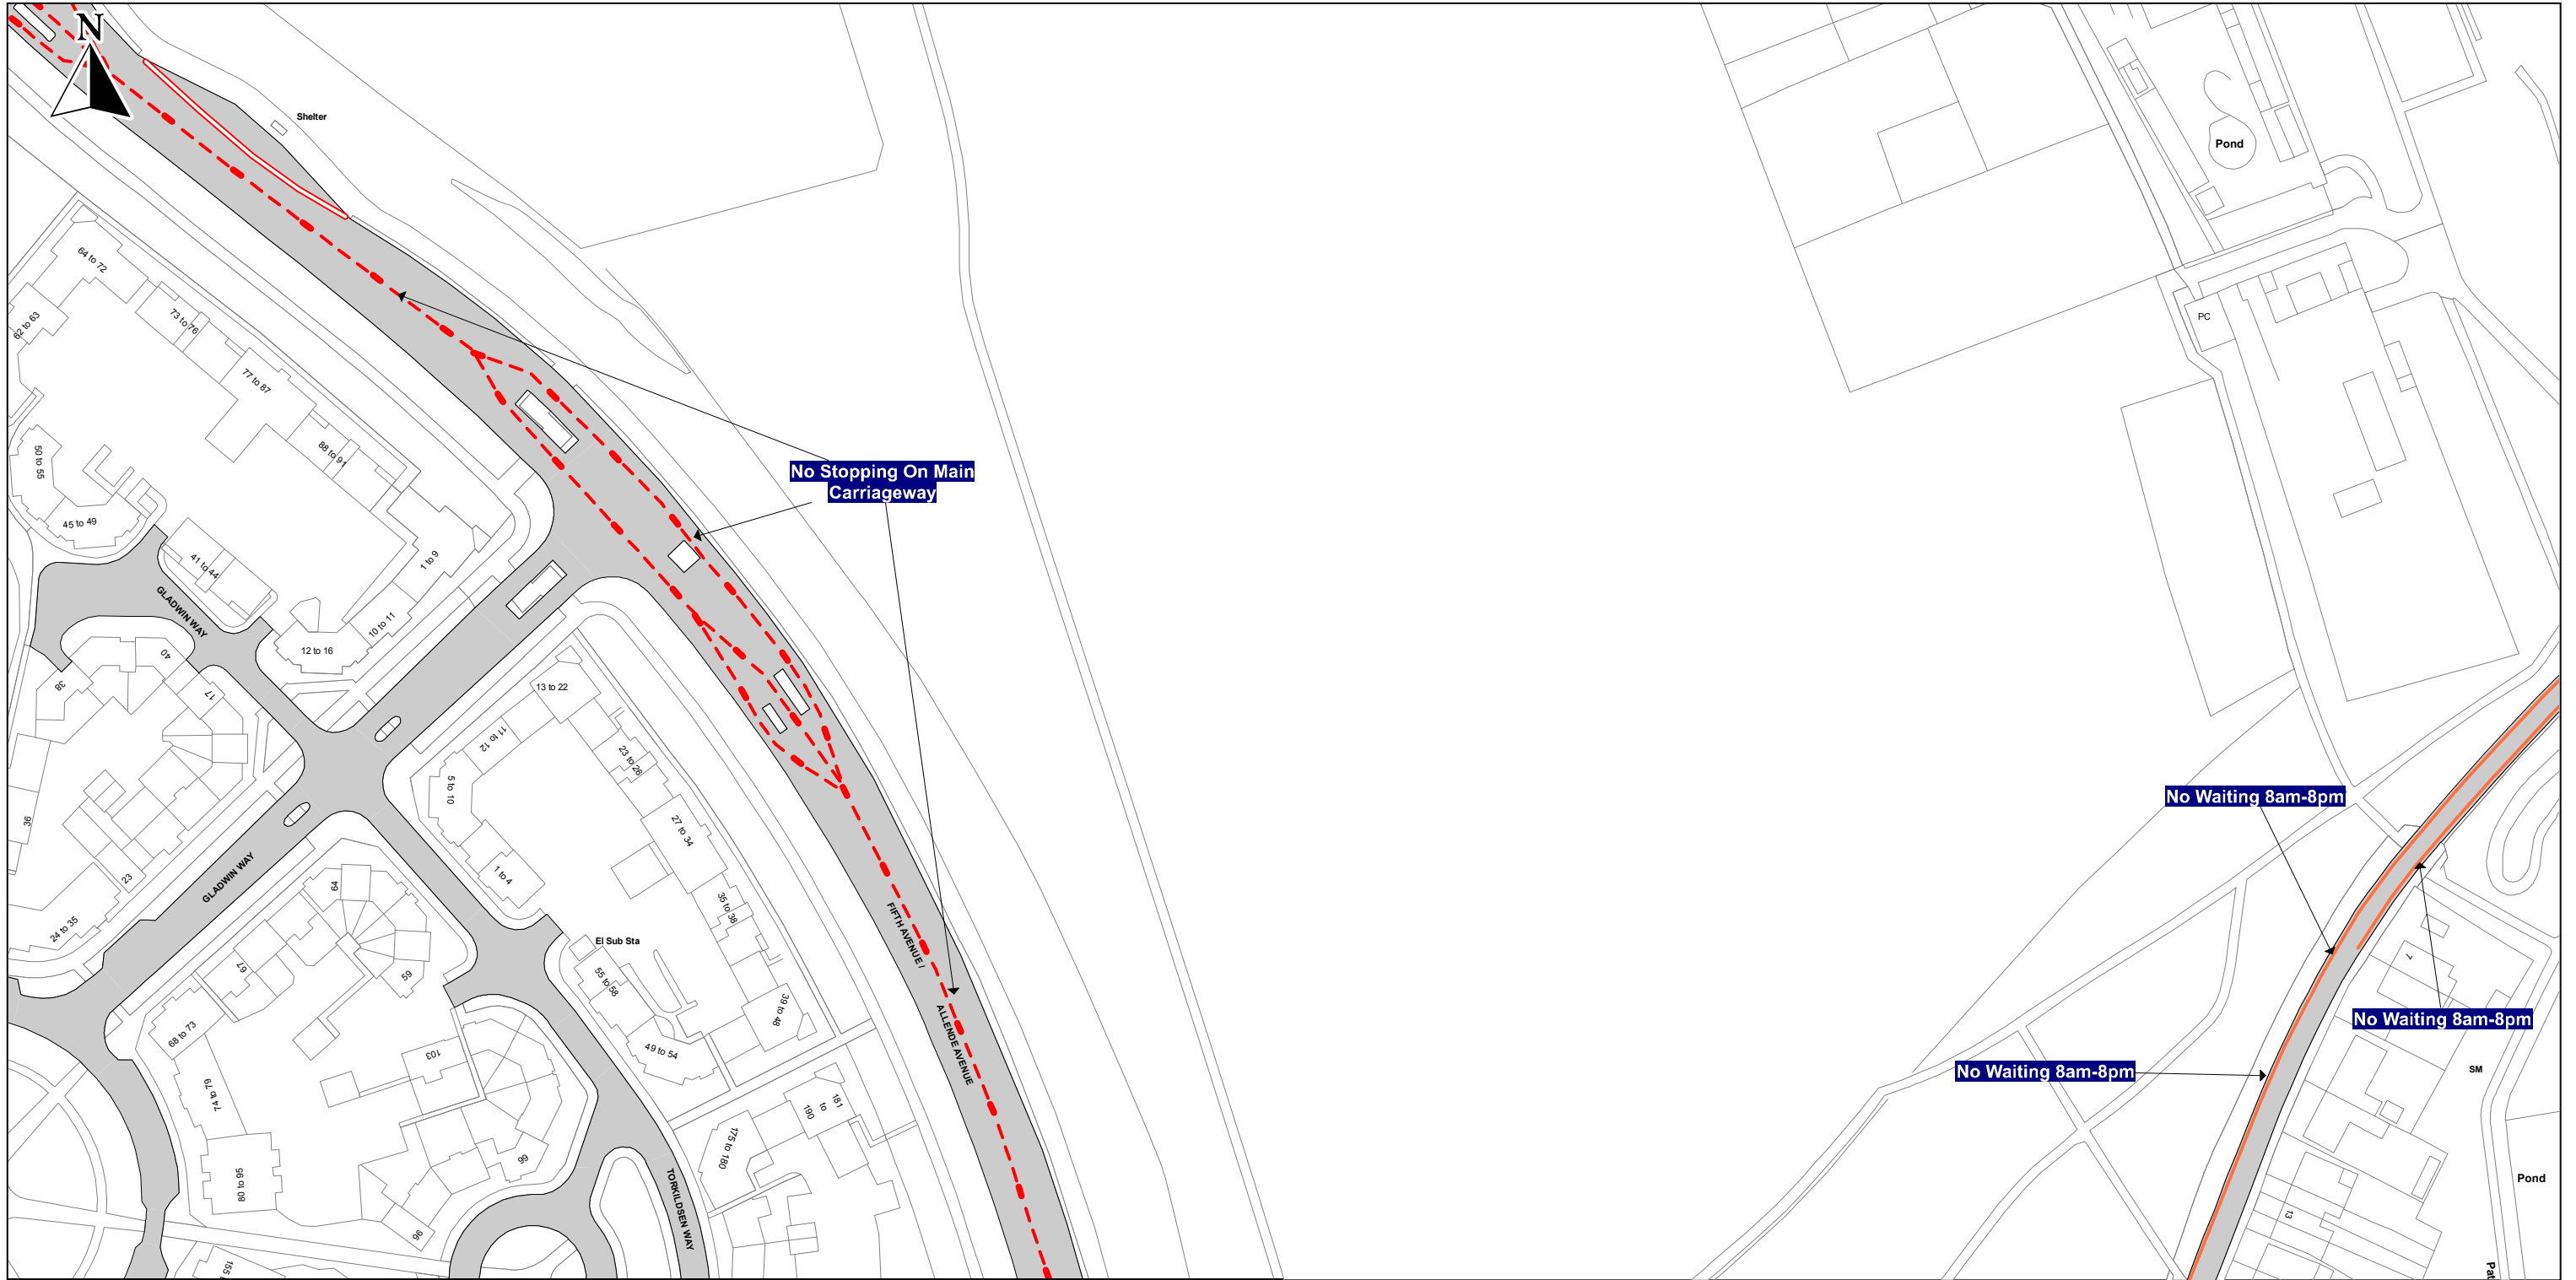 N
Shelter
Pond
64 to 72
62 to 63
73 to 76
PC
77 to 87
88 to 91
50 to 55
45 to 49
No Stopping On Main
Carriageway
41 to 44
1 to 9
GLADWIN WAY
10 to 11
12 to 16
40
38
17
13 to 22
11 to 12
23 to 26
5 to 10
No Waiting 8am-8pm
36
27 to 34
23
1 to 4
GLADWIN WAY
64
35 to 38
24 to 35
FIFTH AVENUE /
El Sub Sta
67
59
55 to 58
7
39 to 48
No Waiting 8am-8pm
68 to 73
ALLENDE AVENUE
49 to 54
103
No Waiting 8am-8pm
SM
74 to 79
181
to
190
175 to 180
99
80 to 95
Pond
TORKILDSEN WAY
13
96
155
Pat